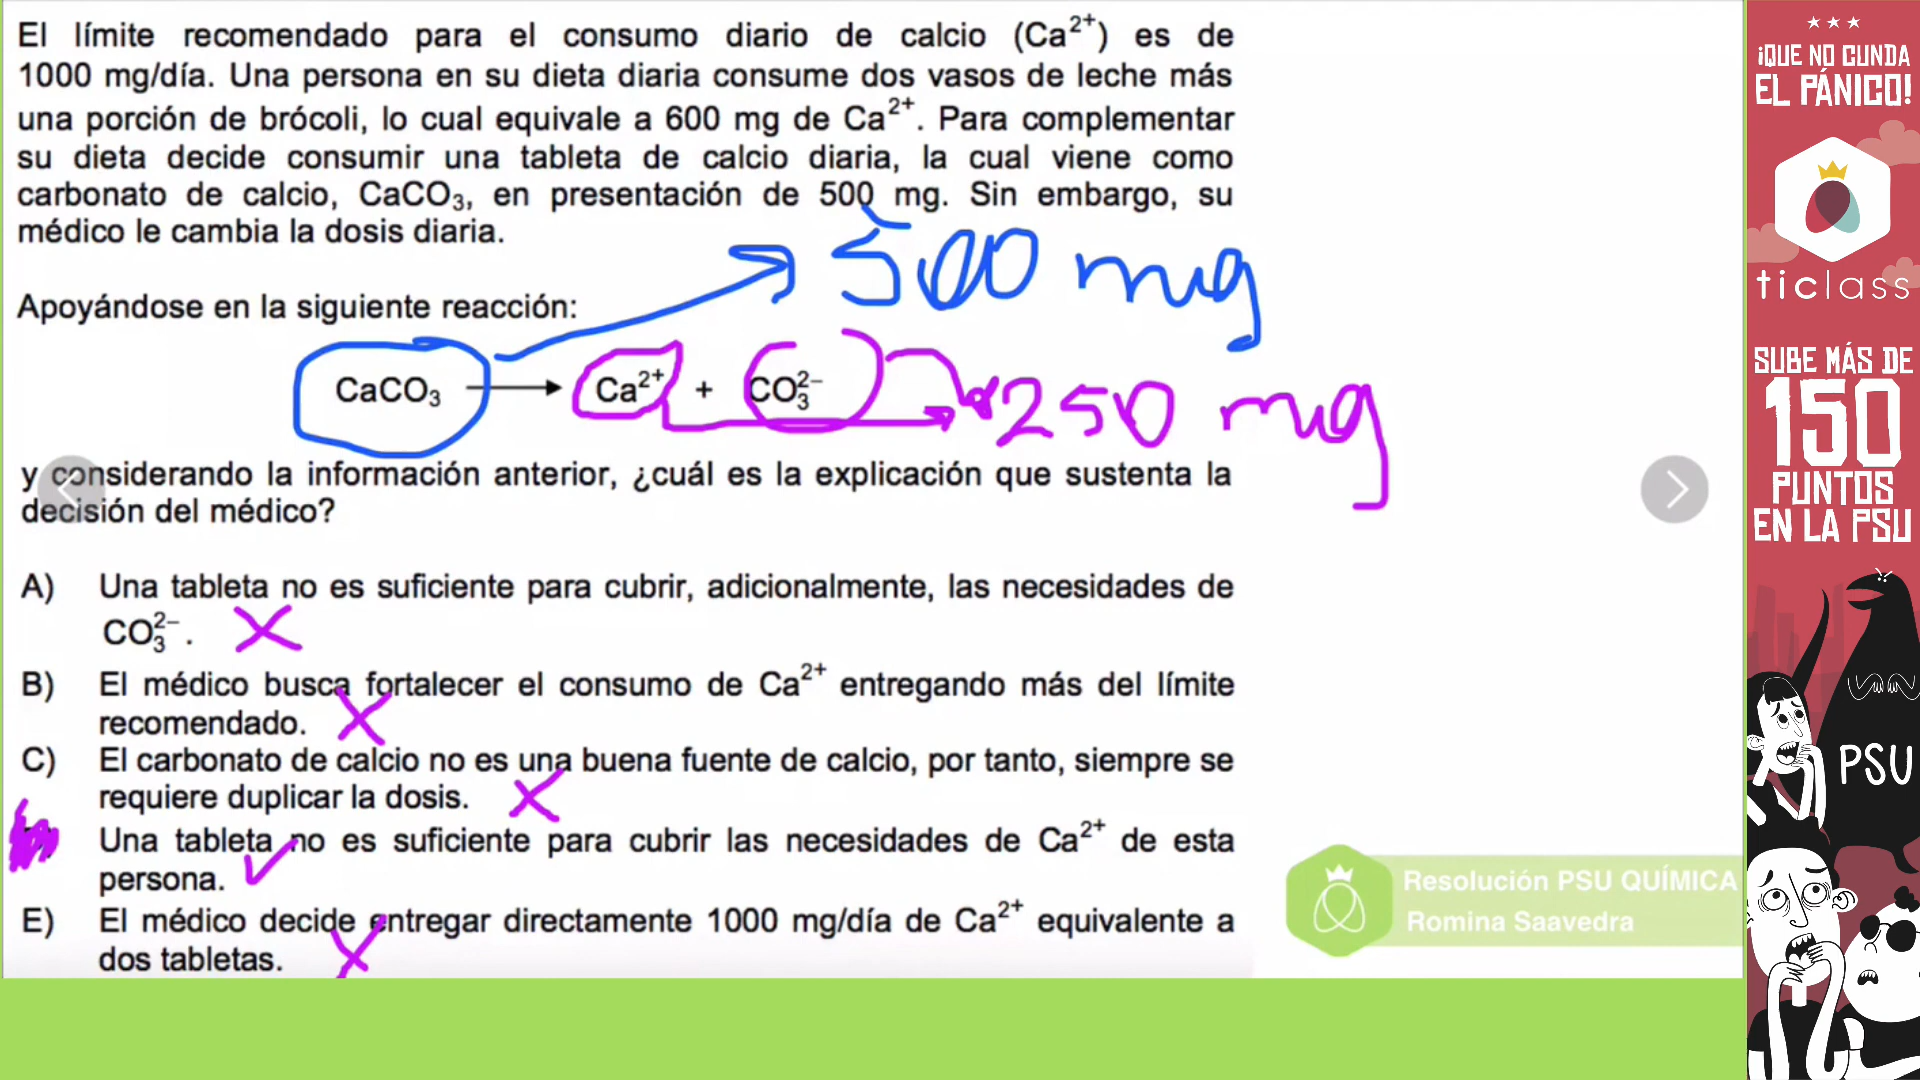 El límite recomendado para el consumo diario de calcio (Ca²⁺) es de
1000 mg/día. Una persona en su dieta diaria consume dos vasos de leche más
una porción de brócoli, lo cual equivale a 600 mg de Ca²⁺. Para complementar
su dieta decide consumir una tableta de calcio diaria, la cual viene como
carbonato de calcio, CaCO₃, en presentación de 500 mg. Sin embargo, su
médico le cambia la dosis diaria.
500 mg
Apoyándose en la siguiente reacción:
CaCO₃ → Ca²⁺ + CO₃²⁻
250 mg
y considerando la información anterior, ¿cuál es la explicación que sustenta la
decisión del médico?
A) Una tableta no es suficiente para cubrir, adicionalmente, las necesidades de
CO₃²⁻.
B) El médico busca fortalecer el consumo de Ca²⁺ entregando más del límite
recomendado.
C) El carbonato de calcio no es una buena fuente de calcio, por tanto, siempre se
requiere duplicar la dosis.
Una tableta no es suficiente para cubrir las necesidades de Ca²⁺ de esta
persona.
E) El médico decide entregar directamente 1000 mg/día de Ca²⁺ equivalente a
dos tabletas.
Resolución PSU QUÍMICA
Romina Saavedra
¡QUE NO CUNDA
EL PÁNICO!
ticlass
SUBE MÁS DE
150
PUNTOS
EN LA PSU
PSU